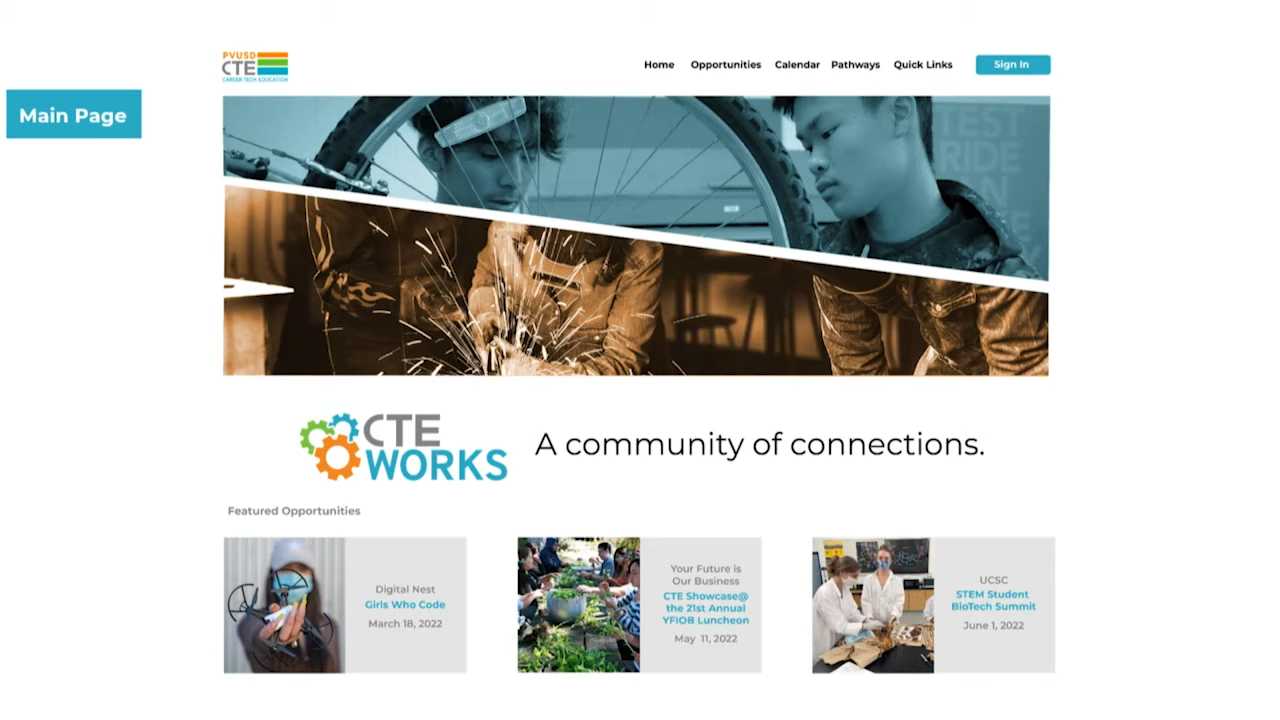 PVUSD
CTE
CAREER TECH EDUCATION
Home Opportunities Calendar Pathways Quick Links Sign In
Main Page
TEST
RIDE
CTE
WORKS
A community of connections.
Featured Opportunities
Digital Nest
Girls Who Code
March 18, 2022
Your Future is
Our Business
CTE Showcase@
the 21st Annual
YFIOB Luncheon
May 11, 2022
UCSC
STEM Student
BioTech Summit
June 1, 2022